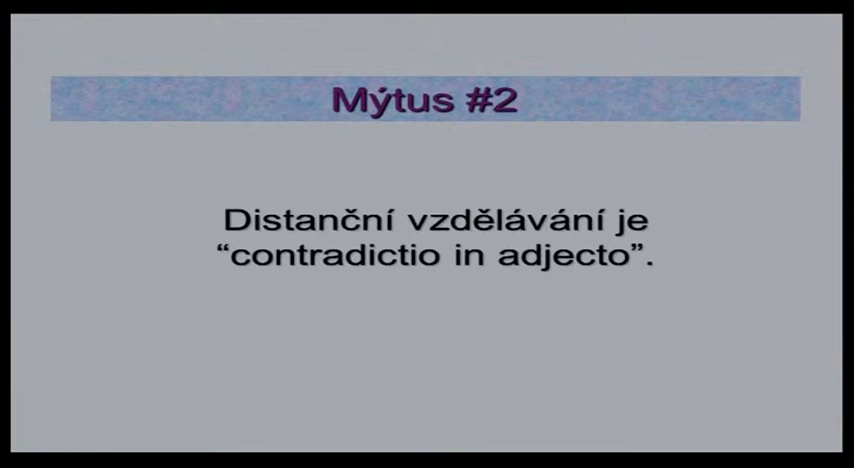 Mýtus #2
Distanční vzdělávání je
“contradictio in adjecto”.